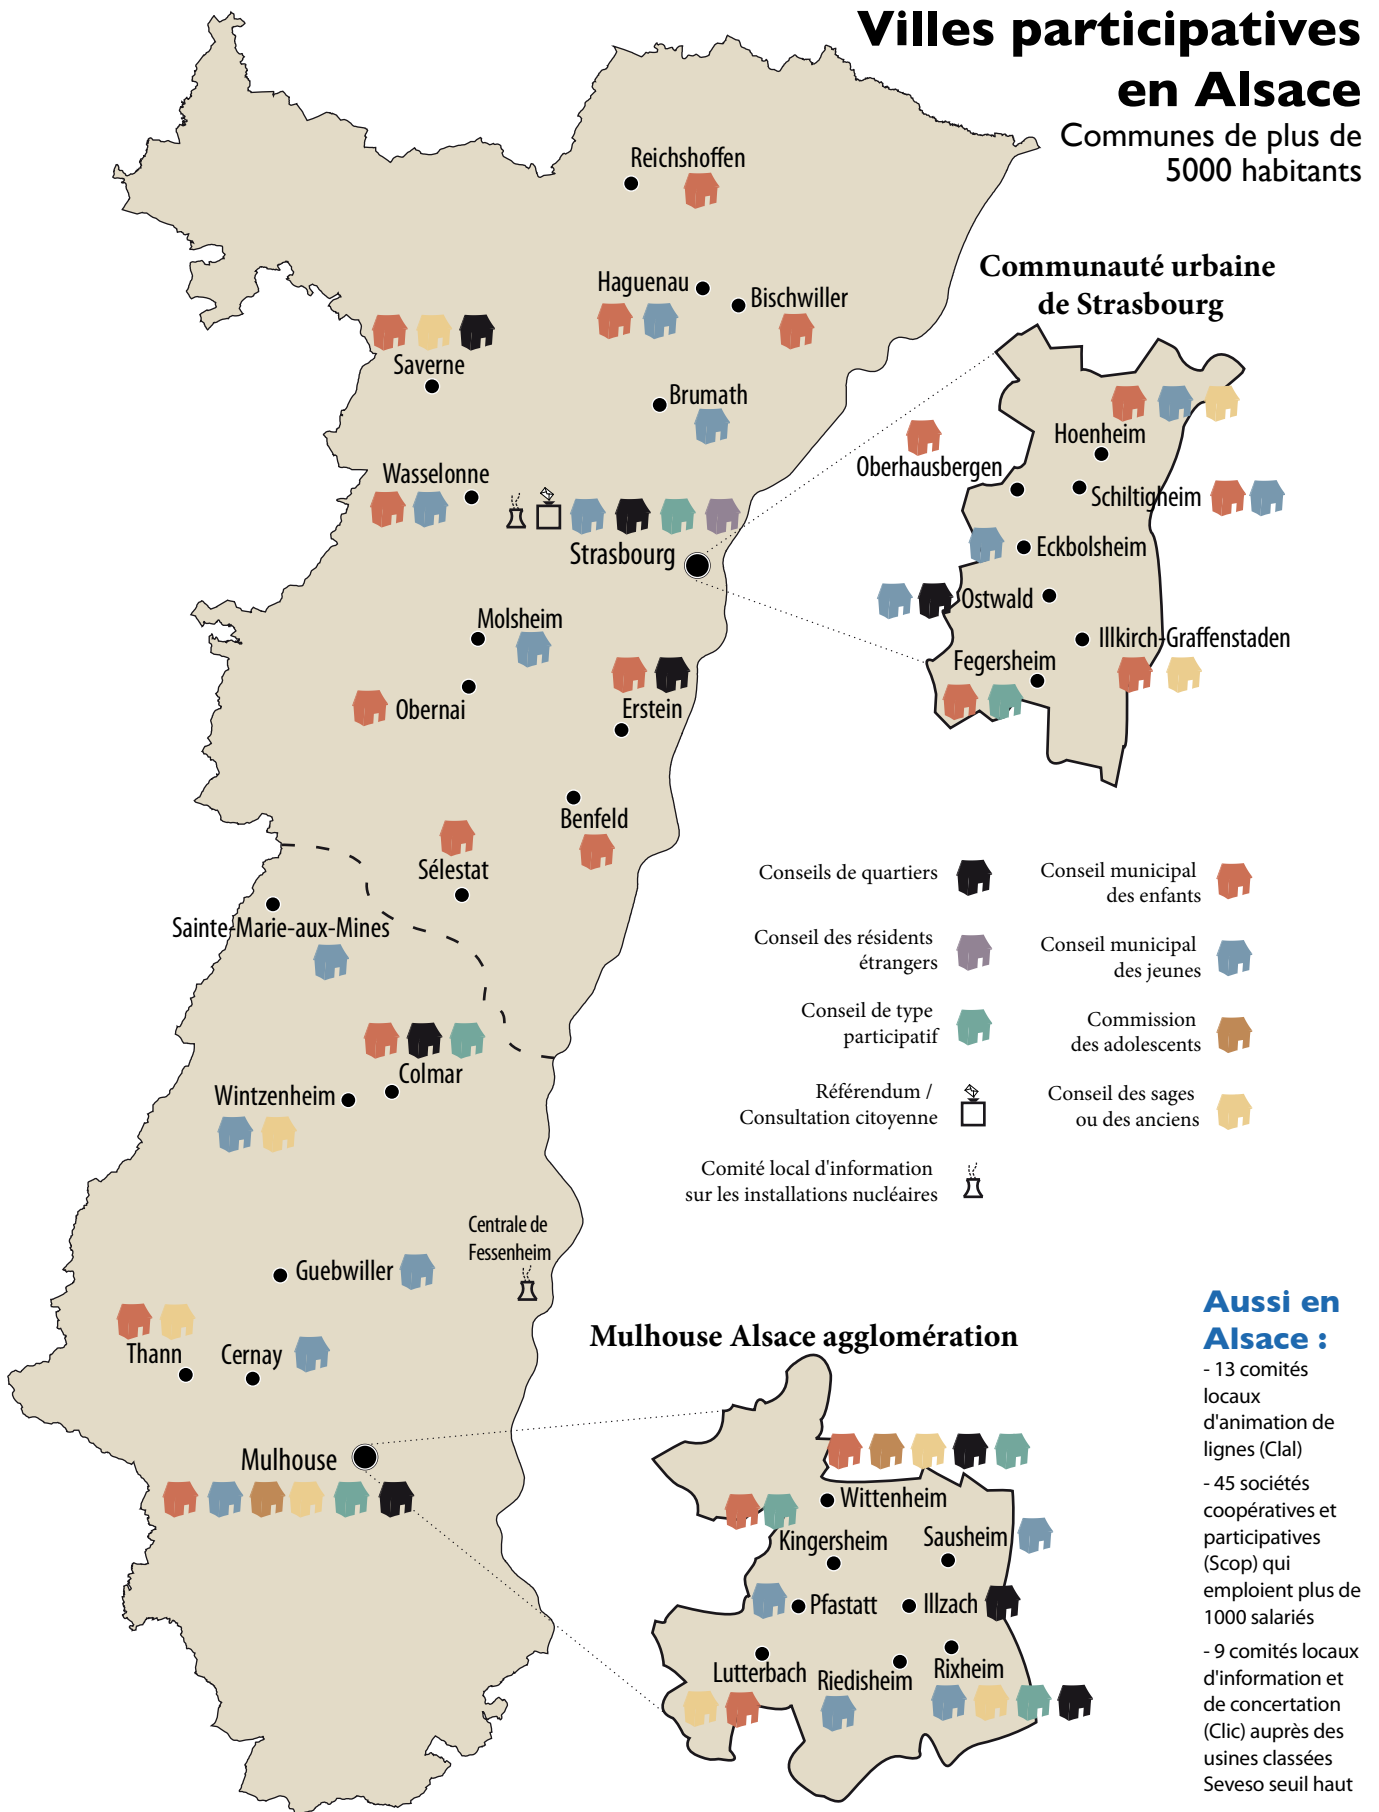 Villes participatives
en Alsace
Communes de plus de
5000 habitants
Reichshoffen
Haguenau
Bischwiller
Saverne
Brumath
Wasselonne
Strasbourg
Molsheim
Obernai
Erstein
Benfeld
Sélestat
Sainte-Marie-aux-Mines
Colmar
Wintzenheim
Centrale de
Fessenheim
Guebwiller
Thann
Cernay
Mulhouse
Communauté urbaine
de Strasbourg
Hoenheim
Oberhausbergen
Schiltigheim
Eckbolsheim
Ostwald
Illkirch-Graffenstaden
Fegersheim
Conseils de quartiers
Conseil des résidents
étrangers
Conseil de type
participatif
Référendum /
Consultation citoyenne
Comité local d'information
sur les installations nucléaires
Conseil municipal
des enfants
Conseil municipal
des jeunes
Commission
des adolescents
Conseil des sages
ou des anciens
Mulhouse Alsace agglomération
Wittenheim
Kingersheim
Sausheim
Pfastatt
Illzach
Lutterbach
Riedisheim
Rixheim
Aussi en
Alsace :
- 13 comités
locaux
d'animation de
lignes (Clal)
- 45 sociétés
coopératives et
participatives
(Scop) qui
emploient plus de
1000 salariés
- 9 comités locaux
d'information et
de concertation
(Clic) auprès des
usines classées
Seveso seuil haut